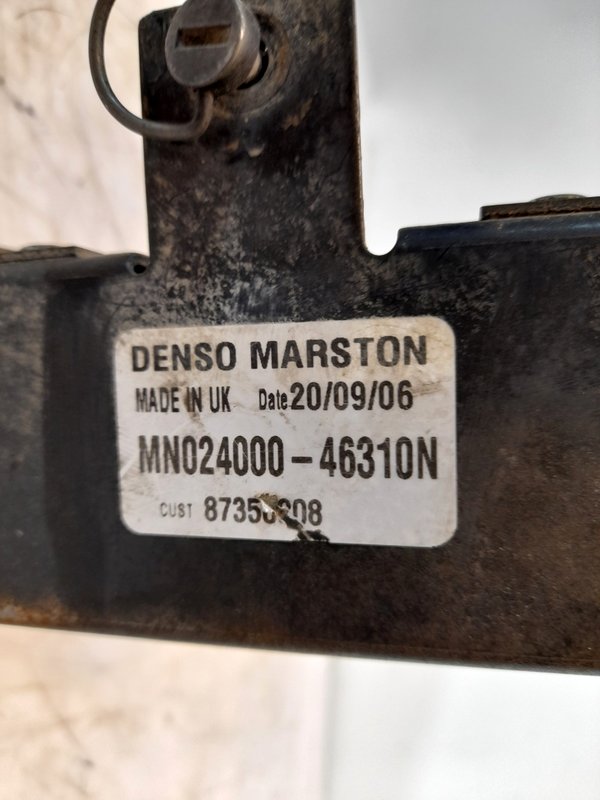 DENSO MARSTON
MADE IN UK Date 20/09/06
MN024000-46310N
CUST